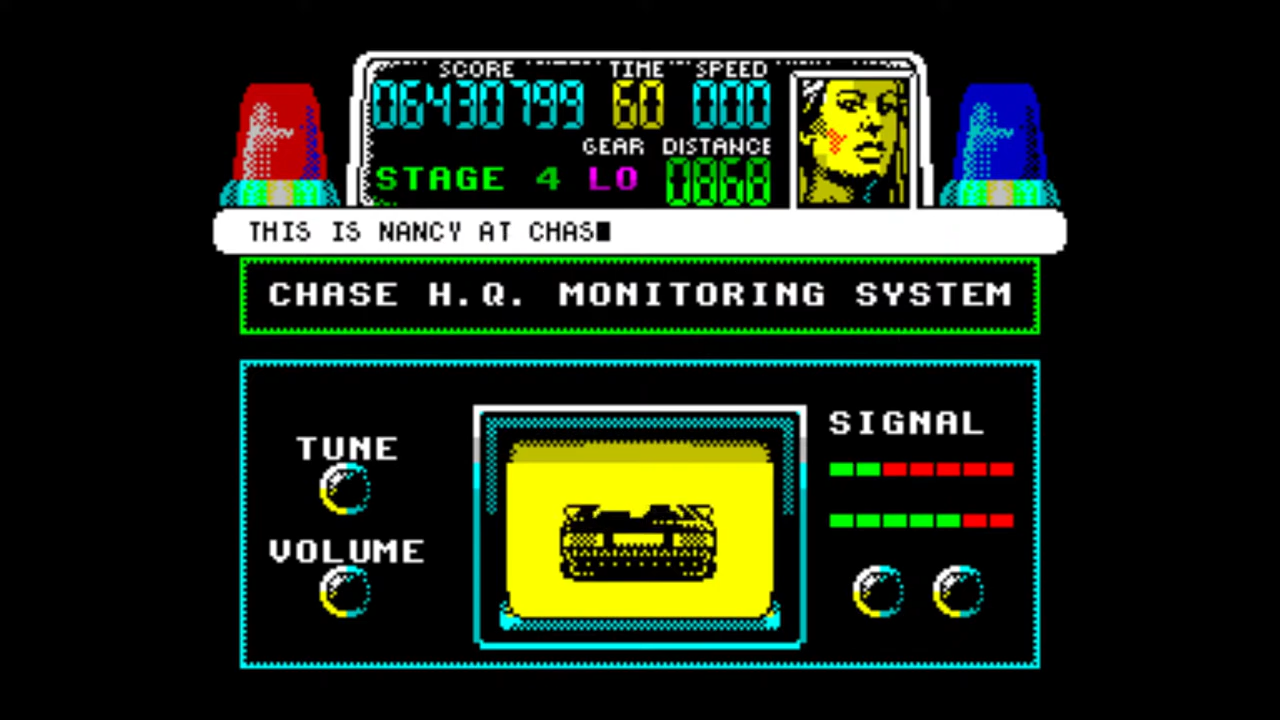 SCORE TIME SPEED
06430799 60 000
GEAR DISTANCE
STAGE 4 LO 0868
THIS IS NANCY AT CHAS
CHASE H.Q. MONITORING SYSTEM
SIGNAL
TUNE
VOLUME